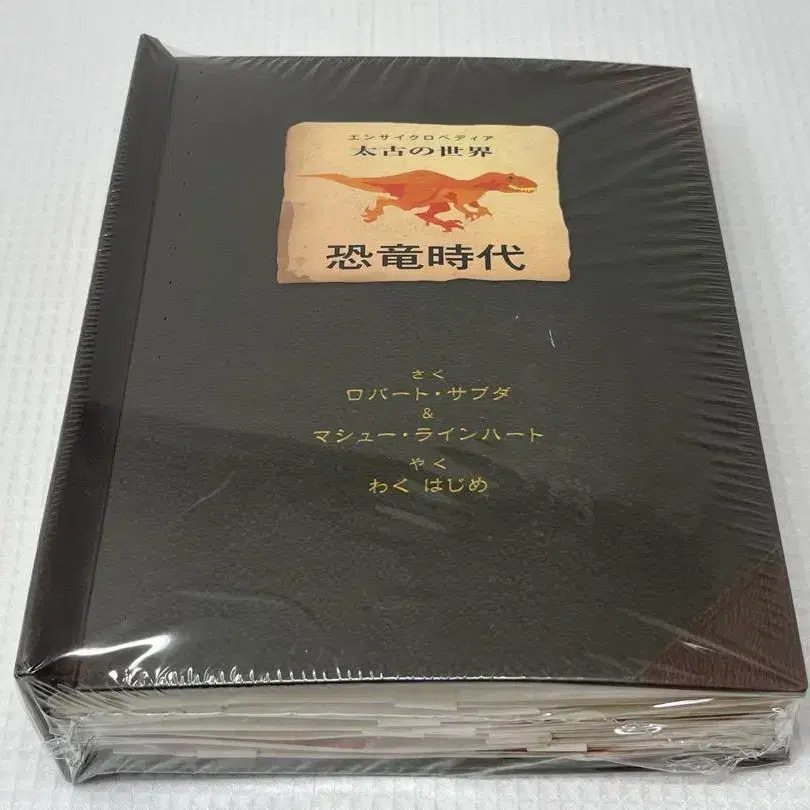 エンサイクロペディア
太古の世界
恐竜時代
さく
ロバート・サブダ
&
マシュー・ラインハート
やく
わく はじめ